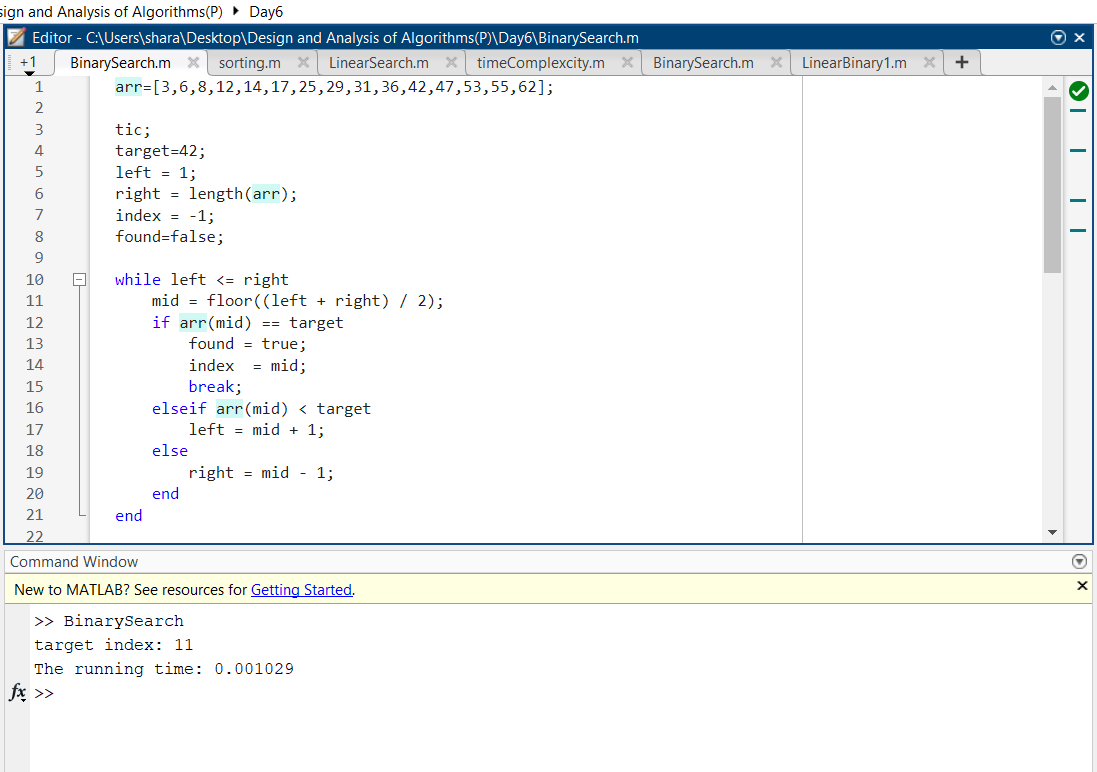 sign and Analysis of Algorithms(P) ▸ Day6
Editor - C:\Users\shara\Desktop\Design and Analysis of Algorithms(P)\Day6\BinarySearch.m
+1 BinarySearch.m sorting.m LinearSearch.m timeComplexcity.m BinarySearch.m LinearBinary1.m +
1 arr=[3,6,8,12,14,17,25,29,31,36,42,47,53,55,62];
2
3 tic;
4 target=42;
5 left = 1;
6 right = length(arr);
7 index = -1;
8 found=false;
9
10 while left <= right
11     mid = floor((left + right) / 2);
12     if arr(mid) == target
13         found = true;
14         index  = mid;
15         break;
16     elseif arr(mid) < target
17         left = mid + 1;
18     else
19         right = mid - 1;
20     end
21 end
22
Command Window
New to MATLAB? See resources for Getting Started.
>> BinarySearch
target index: 11
The running time: 0.001029
fx >>